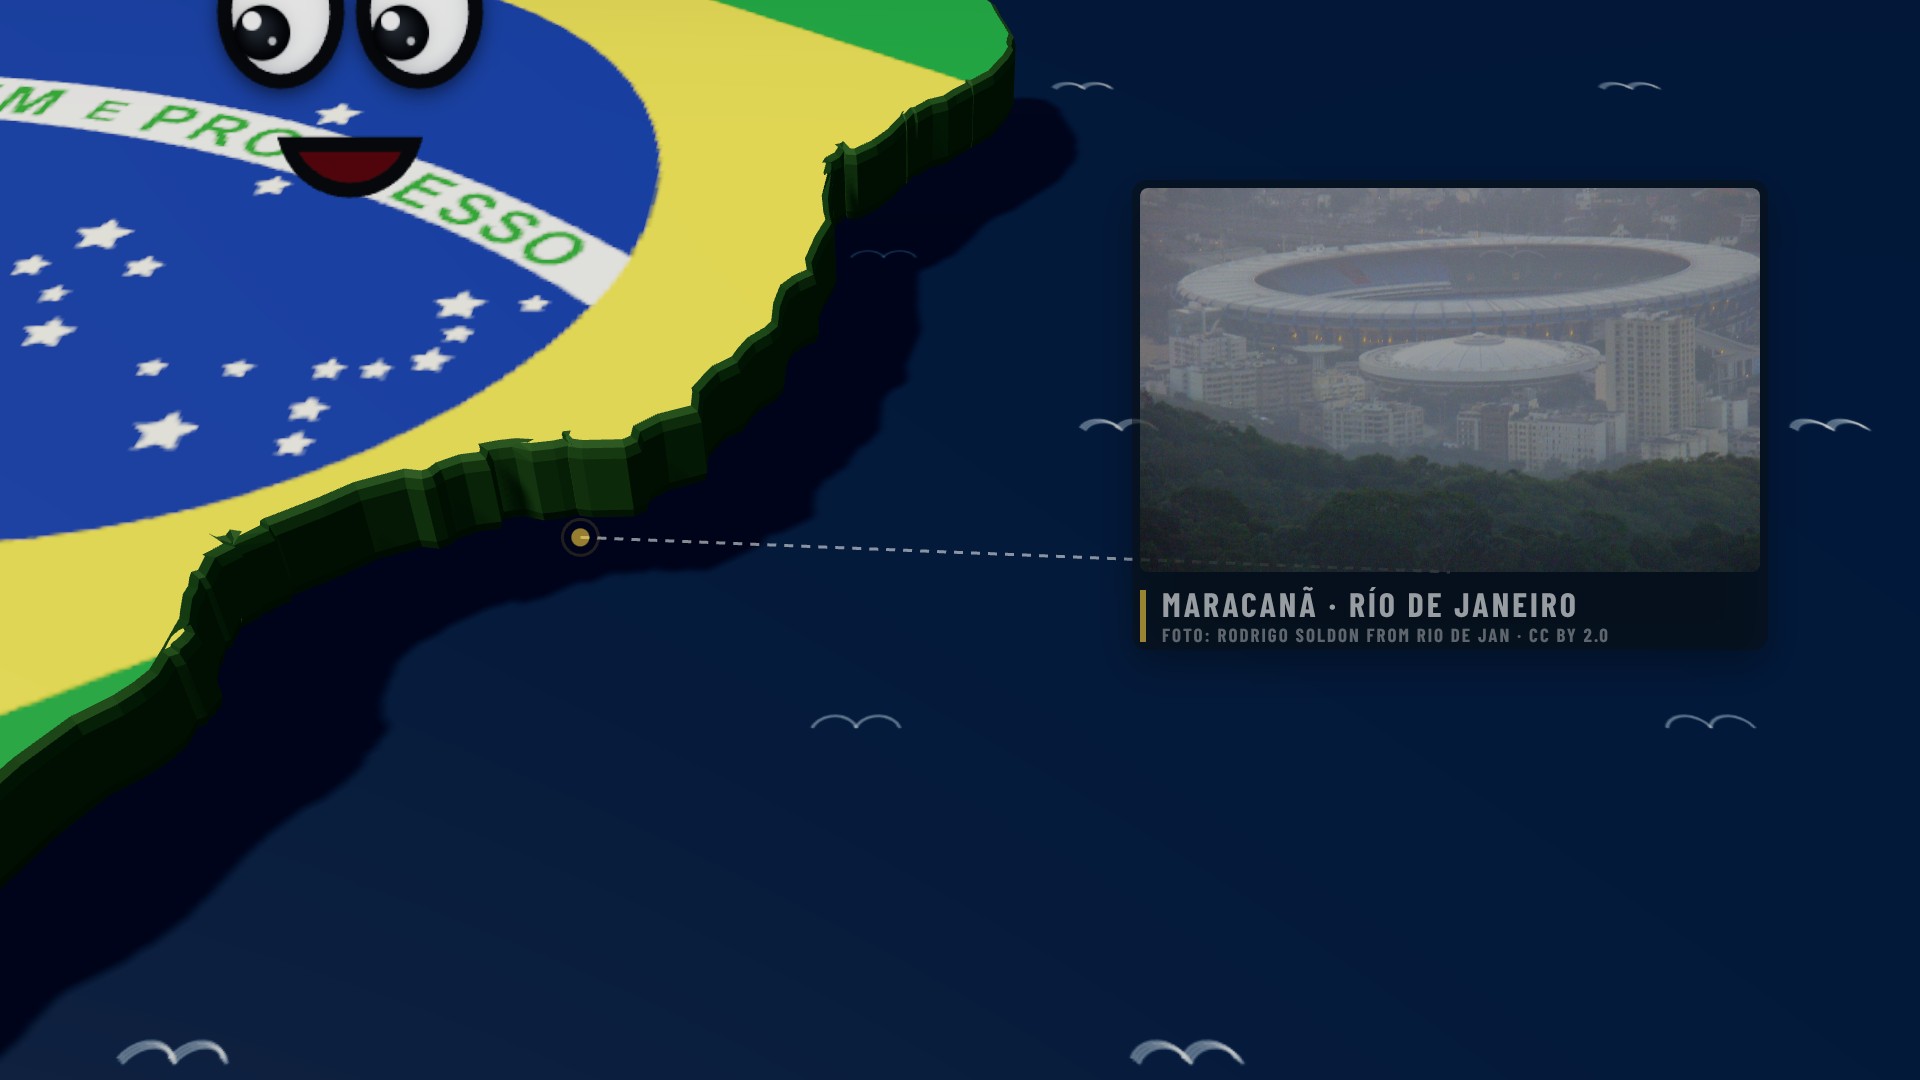 M E PRO ESSO
MARACANÃ · RÍO DE JANEIRO
FOTO: RODRIGO SOLDON FROM RIO DE JAN · CC BY 2.0